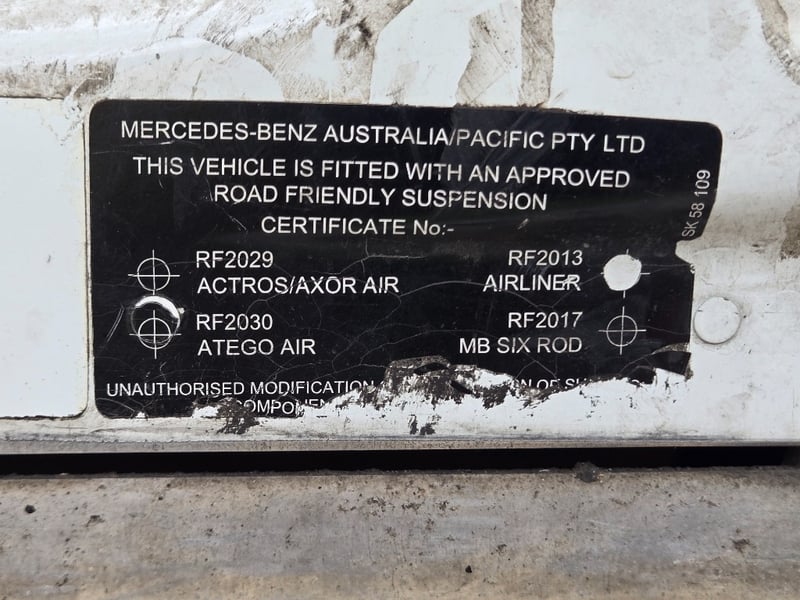 MERCEDES-BENZ AUSTRALIA/PACIFIC PTY LTD
THIS VEHICLE IS FITTED WITH AN APPROVED
ROAD FRIENDLY SUSPENSION
CERTIFICATE No:-
RF2029
ACTROS/AXOR AIR
RF2013
AIRLINER
RF2030
ATEGO AIR
RF2017
MB SIX ROD
UNAUTHORISED MODIFICATION
OF
SK 58 109